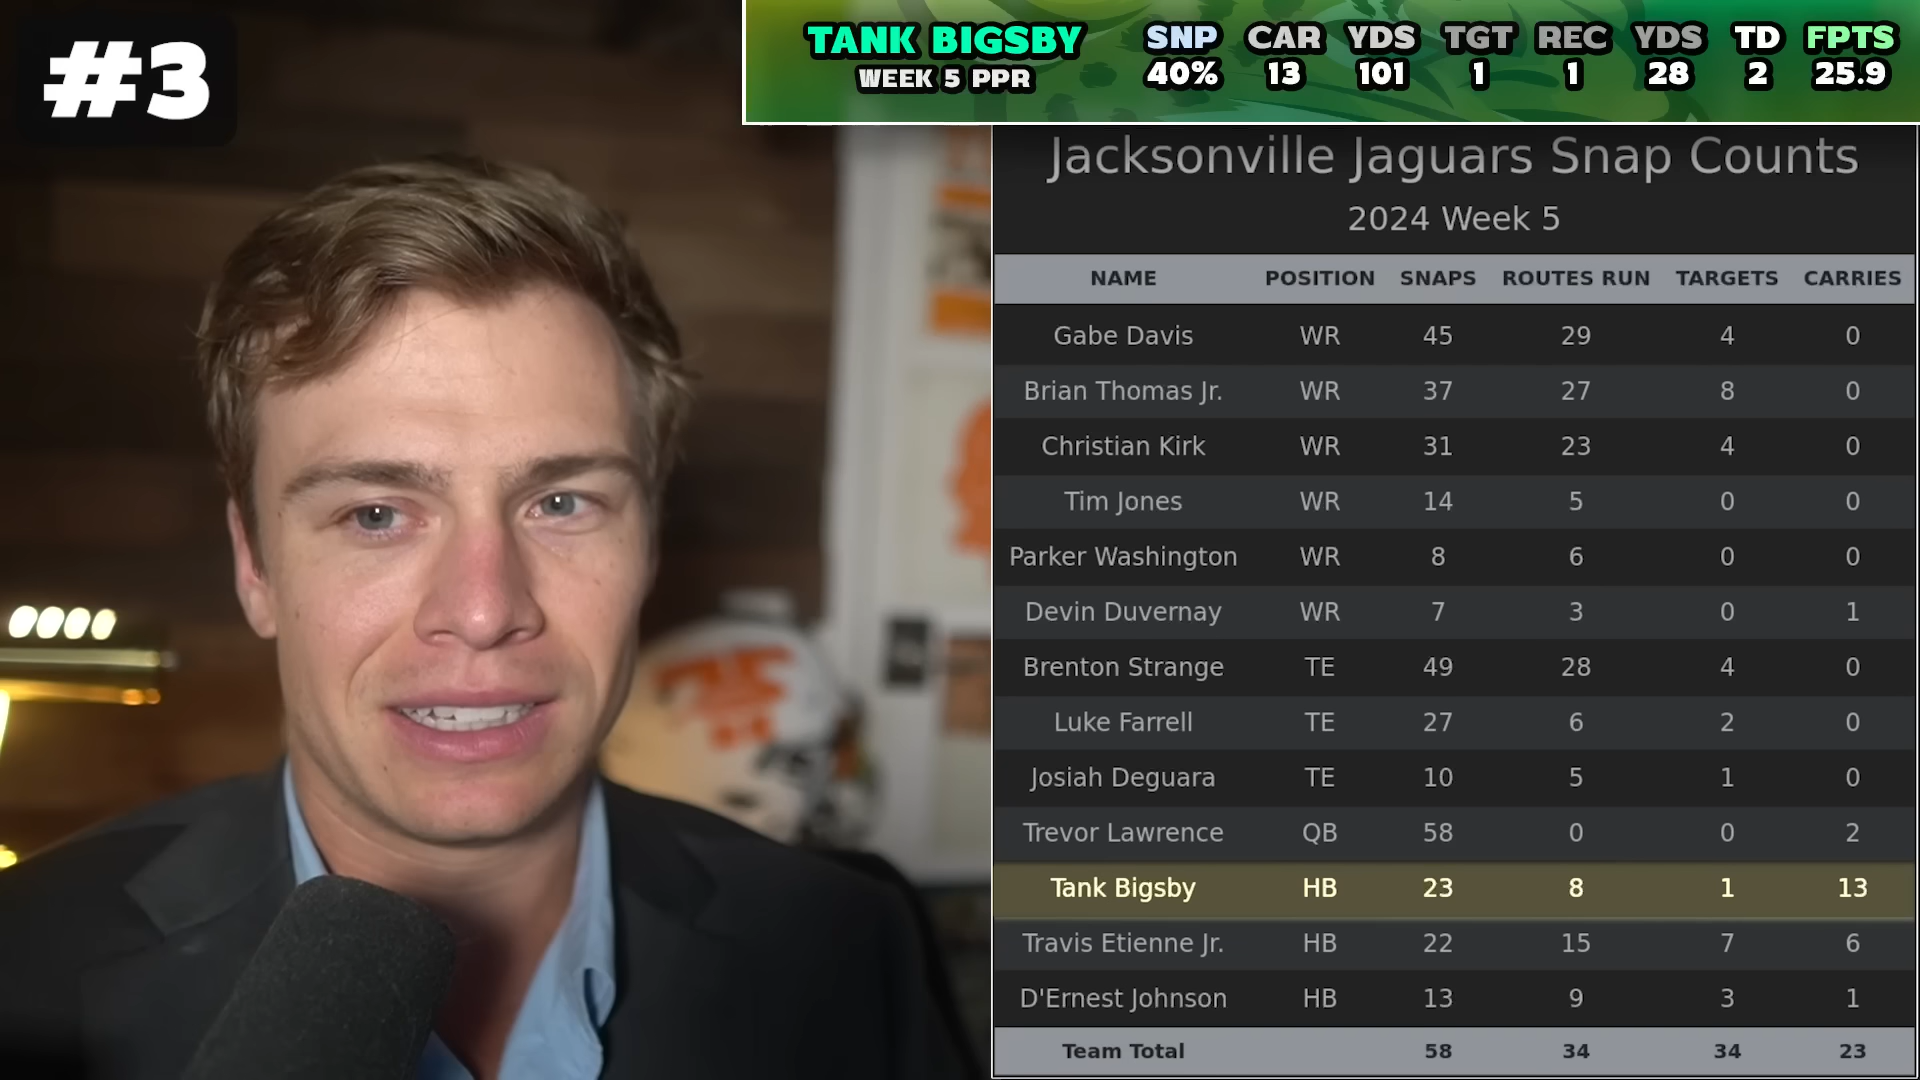 #3
TANK BIGSBY SNP CAR YDS TGT REC YDS TD FPTS
WEEK 5 PPR 40% 13 101 1 1 28 2 25.9
Jacksonville Jaguars Snap Counts
2024 Week 5
NAME POSITION SNAPS ROUTES RUN TARGETS CARRIES
Gabe Davis WR 45 29 4 0
Brian Thomas Jr. WR 37 27 8 0
Christian Kirk WR 31 23 4 0
Tim Jones WR 14 5 0 0
Parker Washington WR 8 6 0 0
Devin Duvernay WR 7 3 0 1
Brenton Strange TE 49 28 4 0
Luke Farrell TE 27 6 2 0
Josiah Deguara TE 10 5 1 0
Trevor Lawrence QB 58 0 0 2
Tank Bigsby HB 23 8 1 13
Travis Etienne Jr. HB 22 15 7 6
D'Ernest Johnson HB 13 9 3 1
Team Total 58 34 34 23